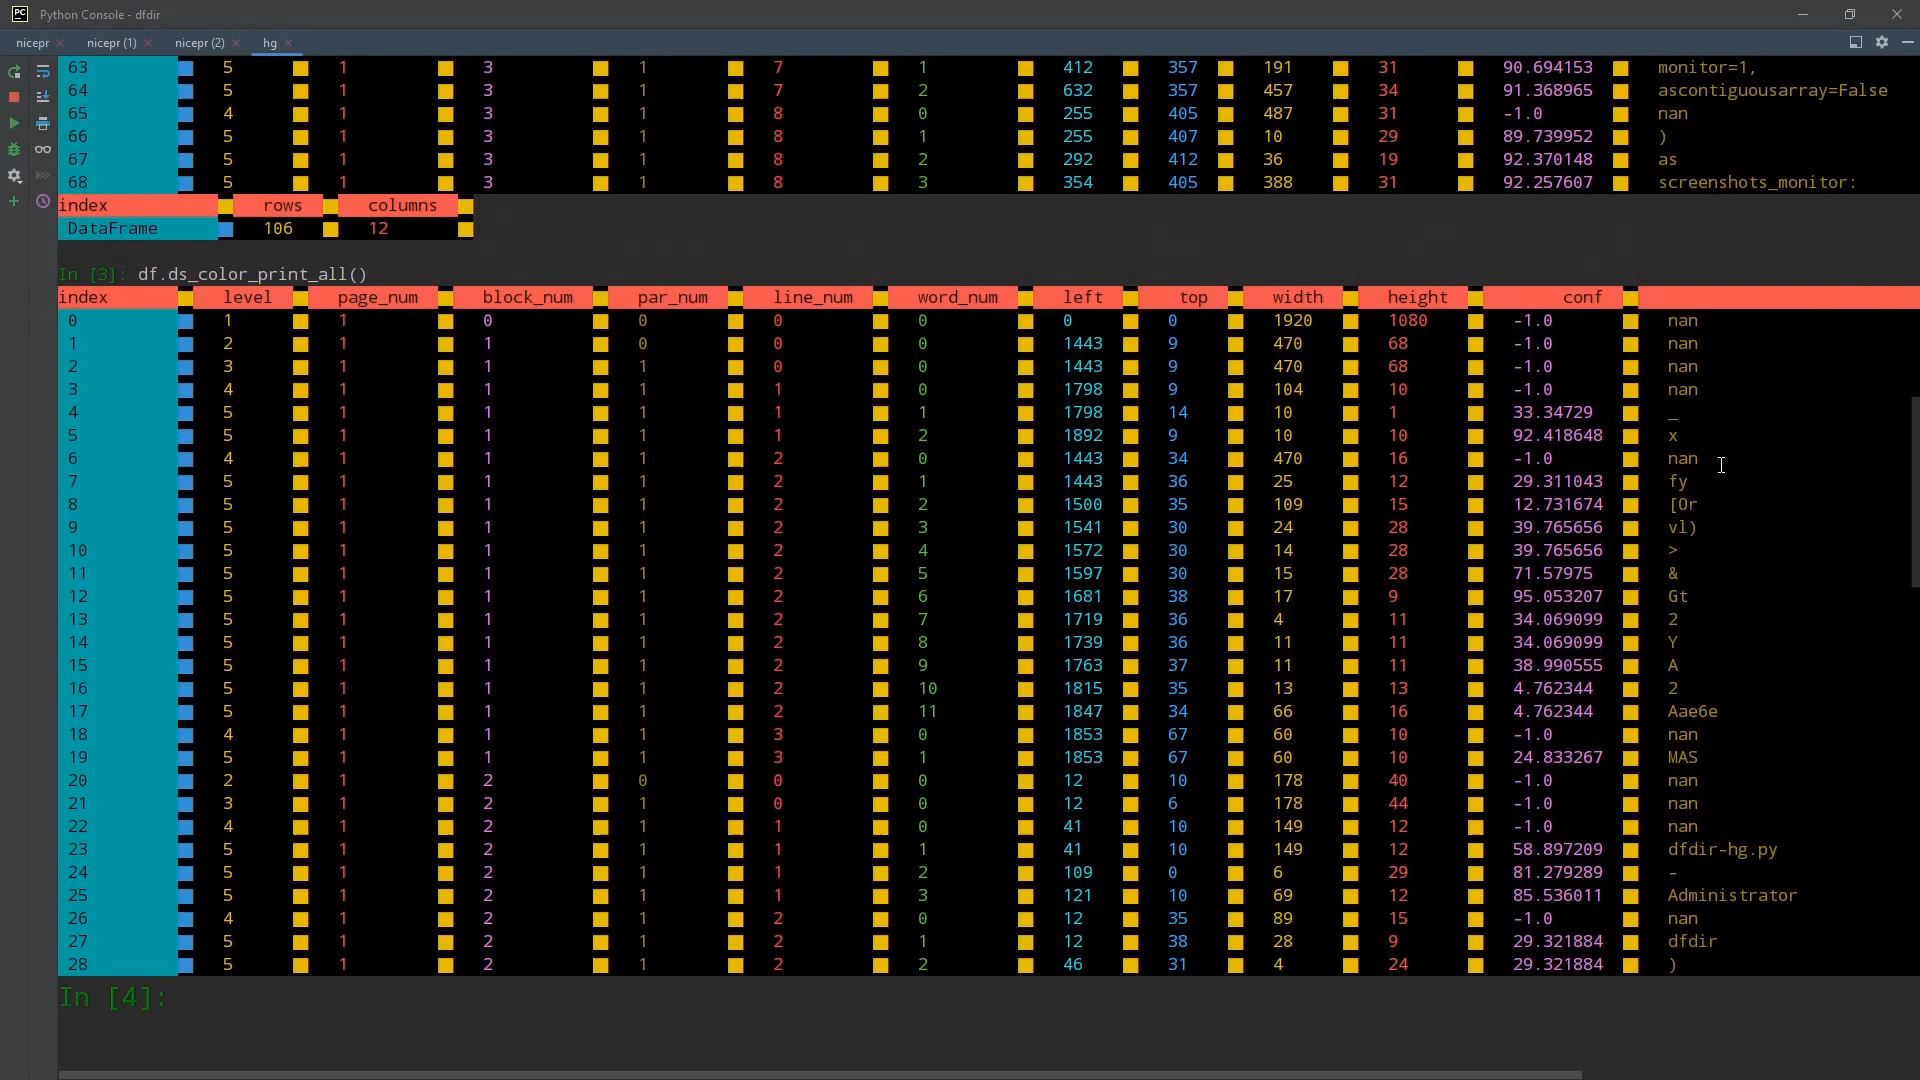 Python Console - dfdir
nicepr nicepr (1) nicepr (2) hg
63 5 1 3 1 7 1 412 357 191 31 90.694153 monitor=1,
64 5 1 3 1 7 2 632 357 457 34 91.368965 ascontiguousarray=False
65 4 1 3 1 8 0 255 405 487 31 -1.0 nan
66 5 1 3 1 8 1 255 407 10 29 89.739952 )
67 5 1 3 1 8 2 292 412 36 19 92.370148 as
68 5 1 3 1 8 3 354 405 388 31 92.257607 screenshots_monitor:
index rows columns
DataFrame 106 12
In [3]: df.ds_color_print_all()
index level page_num block_num par_num line_num word_num left top width height conf
0 1 1 0 0 0 0 0 0 1920 1080 -1.0 nan
1 2 1 1 0 0 0 1443 9 470 68 -1.0 nan
2 3 1 1 1 0 0 1443 9 470 68 -1.0 nan
3 4 1 1 1 1 0 1798 9 104 10 -1.0 nan
4 5 1 1 1 1 1 1798 14 10 1 33.34729 _
5 5 1 1 1 1 2 1892 9 10 10 92.418648 x
6 4 1 1 1 2 0 1443 34 470 16 -1.0 nan
7 5 1 1 1 2 1 1443 36 25 12 29.311043 fy
8 5 1 1 1 2 2 1500 35 109 15 12.731674 [Or
9 5 1 1 1 2 3 1541 30 24 28 39.765656 vl)
10 5 1 1 1 2 4 1572 30 14 28 39.765656 >
11 5 1 1 1 2 5 1597 30 15 28 71.57975 &
12 5 1 1 1 2 6 1681 38 17 9 95.053207 Gt
13 5 1 1 1 2 7 1719 36 4 11 34.069099 2
14 5 1 1 1 2 8 1739 36 11 11 34.069099 Y
15 5 1 1 1 2 9 1763 37 11 11 38.990555 A
16 5 1 1 1 2 10 1815 35 13 13 4.762344 2
17 5 1 1 1 2 11 1847 34 66 16 4.762344 Aae6e
18 4 1 1 1 3 0 1853 67 60 10 -1.0 nan
19 5 1 1 1 3 1 1853 67 60 10 24.833267 MAS
20 2 1 2 0 0 0 12 10 178 40 -1.0 nan
21 3 1 2 1 0 0 12 6 178 44 -1.0 nan
22 4 1 2 1 1 0 41 10 149 12 -1.0 nan
23 5 1 2 1 1 1 41 10 149 12 58.897209 dfdir-hg.py
24 5 1 2 1 1 2 109 0 6 29 81.279289 -
25 5 1 2 1 1 3 121 10 69 12 85.536011 Administrator
26 4 1 2 1 2 0 12 35 89 15 -1.0 nan
27 5 1 2 1 2 1 12 38 28 9 29.321884 dfdir
28 5 1 2 1 2 2 46 31 4 24 29.321884 )
In [4]: